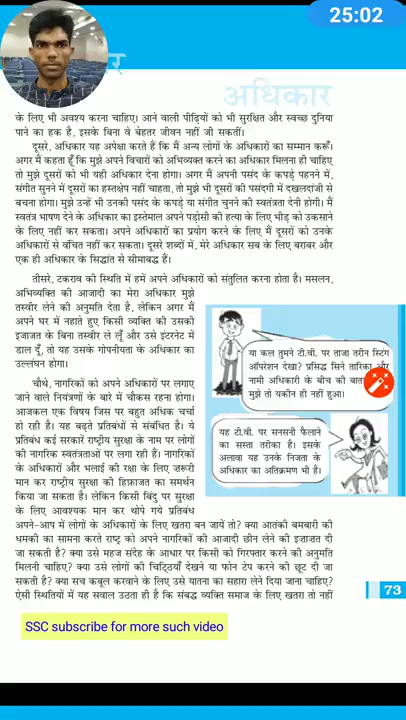 25:02
अधिकार
के लिए भी अवश्य करना चाहिए। आने वाली पीढ़ियों को भी सुरक्षित और स्वच्छ दुनिया
पाने का हक है, इसके बिना वे बेहतर जीवन नहीं जी सकतीं।
दूसरे, अधिकार यह अपेक्षा करते हैं कि मैं अन्य लोगों के अधिकारों का सम्मान करूँ।
अगर मैं कहता हूँ कि मुझे अपने विचारों को अभिव्यक्त करने का अधिकार मिलना ही चाहिए
तो मुझे दूसरों को भी यही अधिकार देना होगा। अगर मैं अपनी पसंद के कपड़े पहनने में,
संगीत सुनने में दूसरों का हस्तक्षेप नहीं चाहता, तो मुझे भी दूसरों की पसंदगी में दखलदाजी से
बचना होगा। मुझे उन्हें भी उनकी पसंद के कपड़े या संगीत चुनने की स्वतंत्रता देनी होगी। मैं
स्वतंत्र भाषण देने के अधिकार का इस्तेमाल अपने पड़ोसी की हत्या के लिए भीड़ को उकसाने
के लिए नहीं कर सकता। अपने अधिकारों का प्रयोग करने के लिए मैं दूसरों को उनके
अधिकारों से वंचित नहीं कर सकता। दूसरे शब्दों में, मेरे अधिकार सब के लिए बराबर और
एक ही अधिकार के सिद्धांत से सीमाबद्ध हैं।
तीसरे, टकराव की स्थिति में हमें अपने अधिकारों को संतुलित करना होता है। मसलन,
अभिव्यक्ति की आजादी का मेरा अधिकार मुझे
तस्वीर लेने की अनुमति देता है, लेकिन अगर मैं
अपने घर में नहाते हुए किसी व्यक्ति की उसकी
इजाजत के बिना तस्वीर ले लूँ और उसे इंटरनेट में
डाल दूँ, तो यह उसके गोपनीयता के अधिकार का
उल्लंघन होगा।
चौथे, नागरिकों को अपने अधिकारों पर लगाए
जाने वाले नियंत्रणों के बारे में चौकस रहना होगा।
आजकल एक विषय जिस पर बहुत अधिक चर्चा
हो रही है। यह बढ़ते प्रतिबंधों से संबंधित है। ये
प्रतिबंध कई सरकारें राष्ट्रीय सुरक्षा के नाम पर लोगों
की नागरिक स्वतंत्रताओं पर लगा रही हैं। नागरिकों
के अधिकारों और भलाई की रक्षा के लिए ज़रूरी
मान कर राष्ट्रीय सुरक्षा की हिफ़ाजत का समर्थन
किया जा सकता है। लेकिन किसी बिंदु पर सुरक्षा
के लिए आवश्यक मान कर थोपे गये प्रतिबंध
अपने-आप में लोगों के अधिकारों के लिए खतरा बन जायें तो? क्या आतंकी बमबारी की
धमकी का सामना करते राष्ट्र को अपने नागरिकों की आजादी छीन लेने की इजाजत दी
जा सकती है? क्या उसे महज संदेह के आधार पर किसी को गिरफ्तार करने की अनुमति
मिलनी चाहिए? क्या उसे लोगों की चिट्ठियाँ देखने या फोन टेप करने की छूट दी जा
सकती है? क्या सच कबूल करवाने के लिए उसे यातना का सहारा लेने दिया जाना चाहिए?
ऐसी स्थितियों में यह सवाल उठता ही है कि संबद्ध व्यक्ति समाज के लिए खतरा तो नहीं
या कल तुमने टी.वी. पर ताजा तरीन स्टिंग
ऑपरेशन देखा? प्रसिद्ध सिने तारिका और
नामी अधिकारी के बीच की
मुझे तो यकीन ही नहीं हुआ।
यह टी.वी. पर सनसनी फैलाने
का सस्ता तरीका है। इसके
अलावा यह उनके निजता के
अधिकार का अतिक्रमण भी है।
73
SSC subscribe for more such video